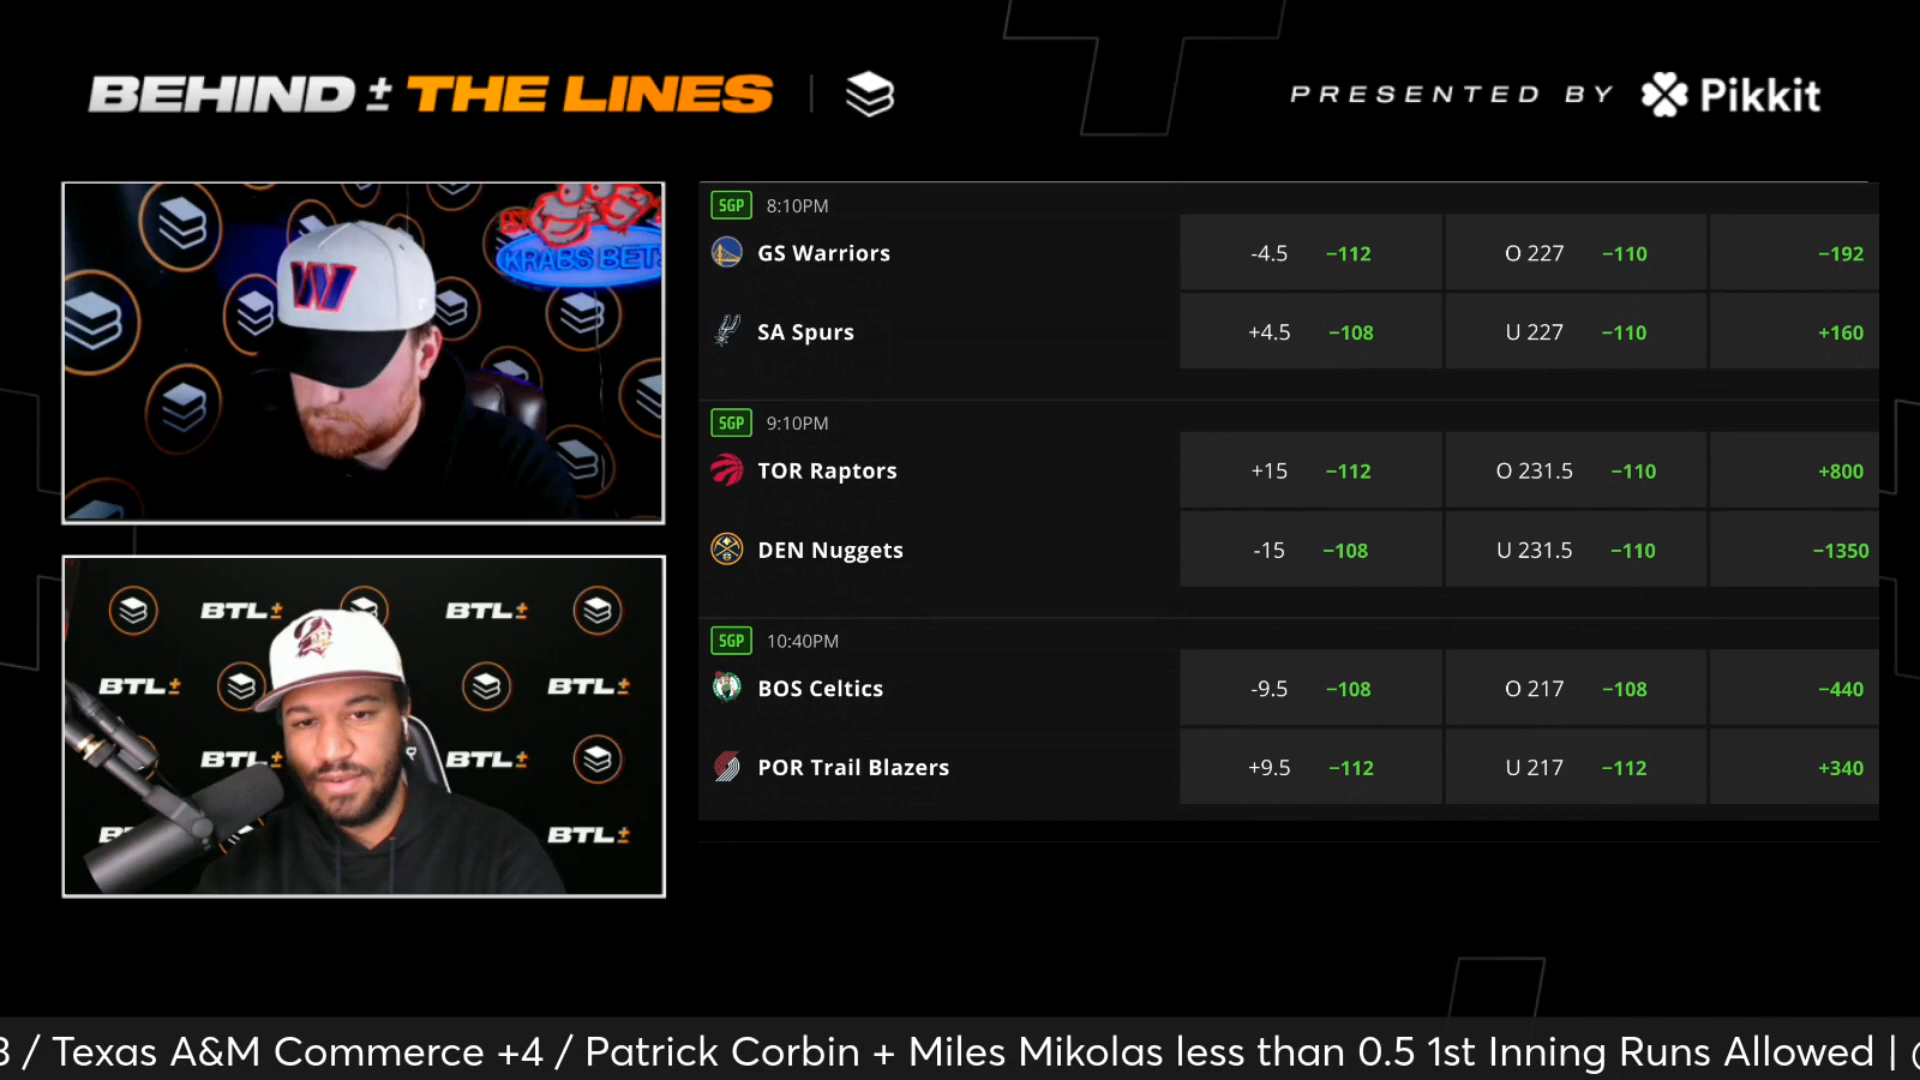 BEHIND ± THE LINES
PRESENTED BY Pikkit
KRABS BETS
BTL± BTL±
BTL± BTL±
BTL± BTL±
BTL±
SGP 8:10PM
GS Warriors -4.5 −112 O 227 −110 −192
SA Spurs +4.5 −108 U 227 −110 +160
SGP 9:10PM
TOR Raptors +15 −112 O 231.5 −110 +800
DEN Nuggets -15 −108 U 231.5 −110 −1350
SGP 10:40PM
BOS Celtics -9.5 −108 O 217 −108 −440
POR Trail Blazers +9.5 −112 U 217 −112 +340
3 / Texas A&M Commerce +4 / Patrick Corbin + Miles Mikolas less than 0.5 1st Inning Runs Allowed |